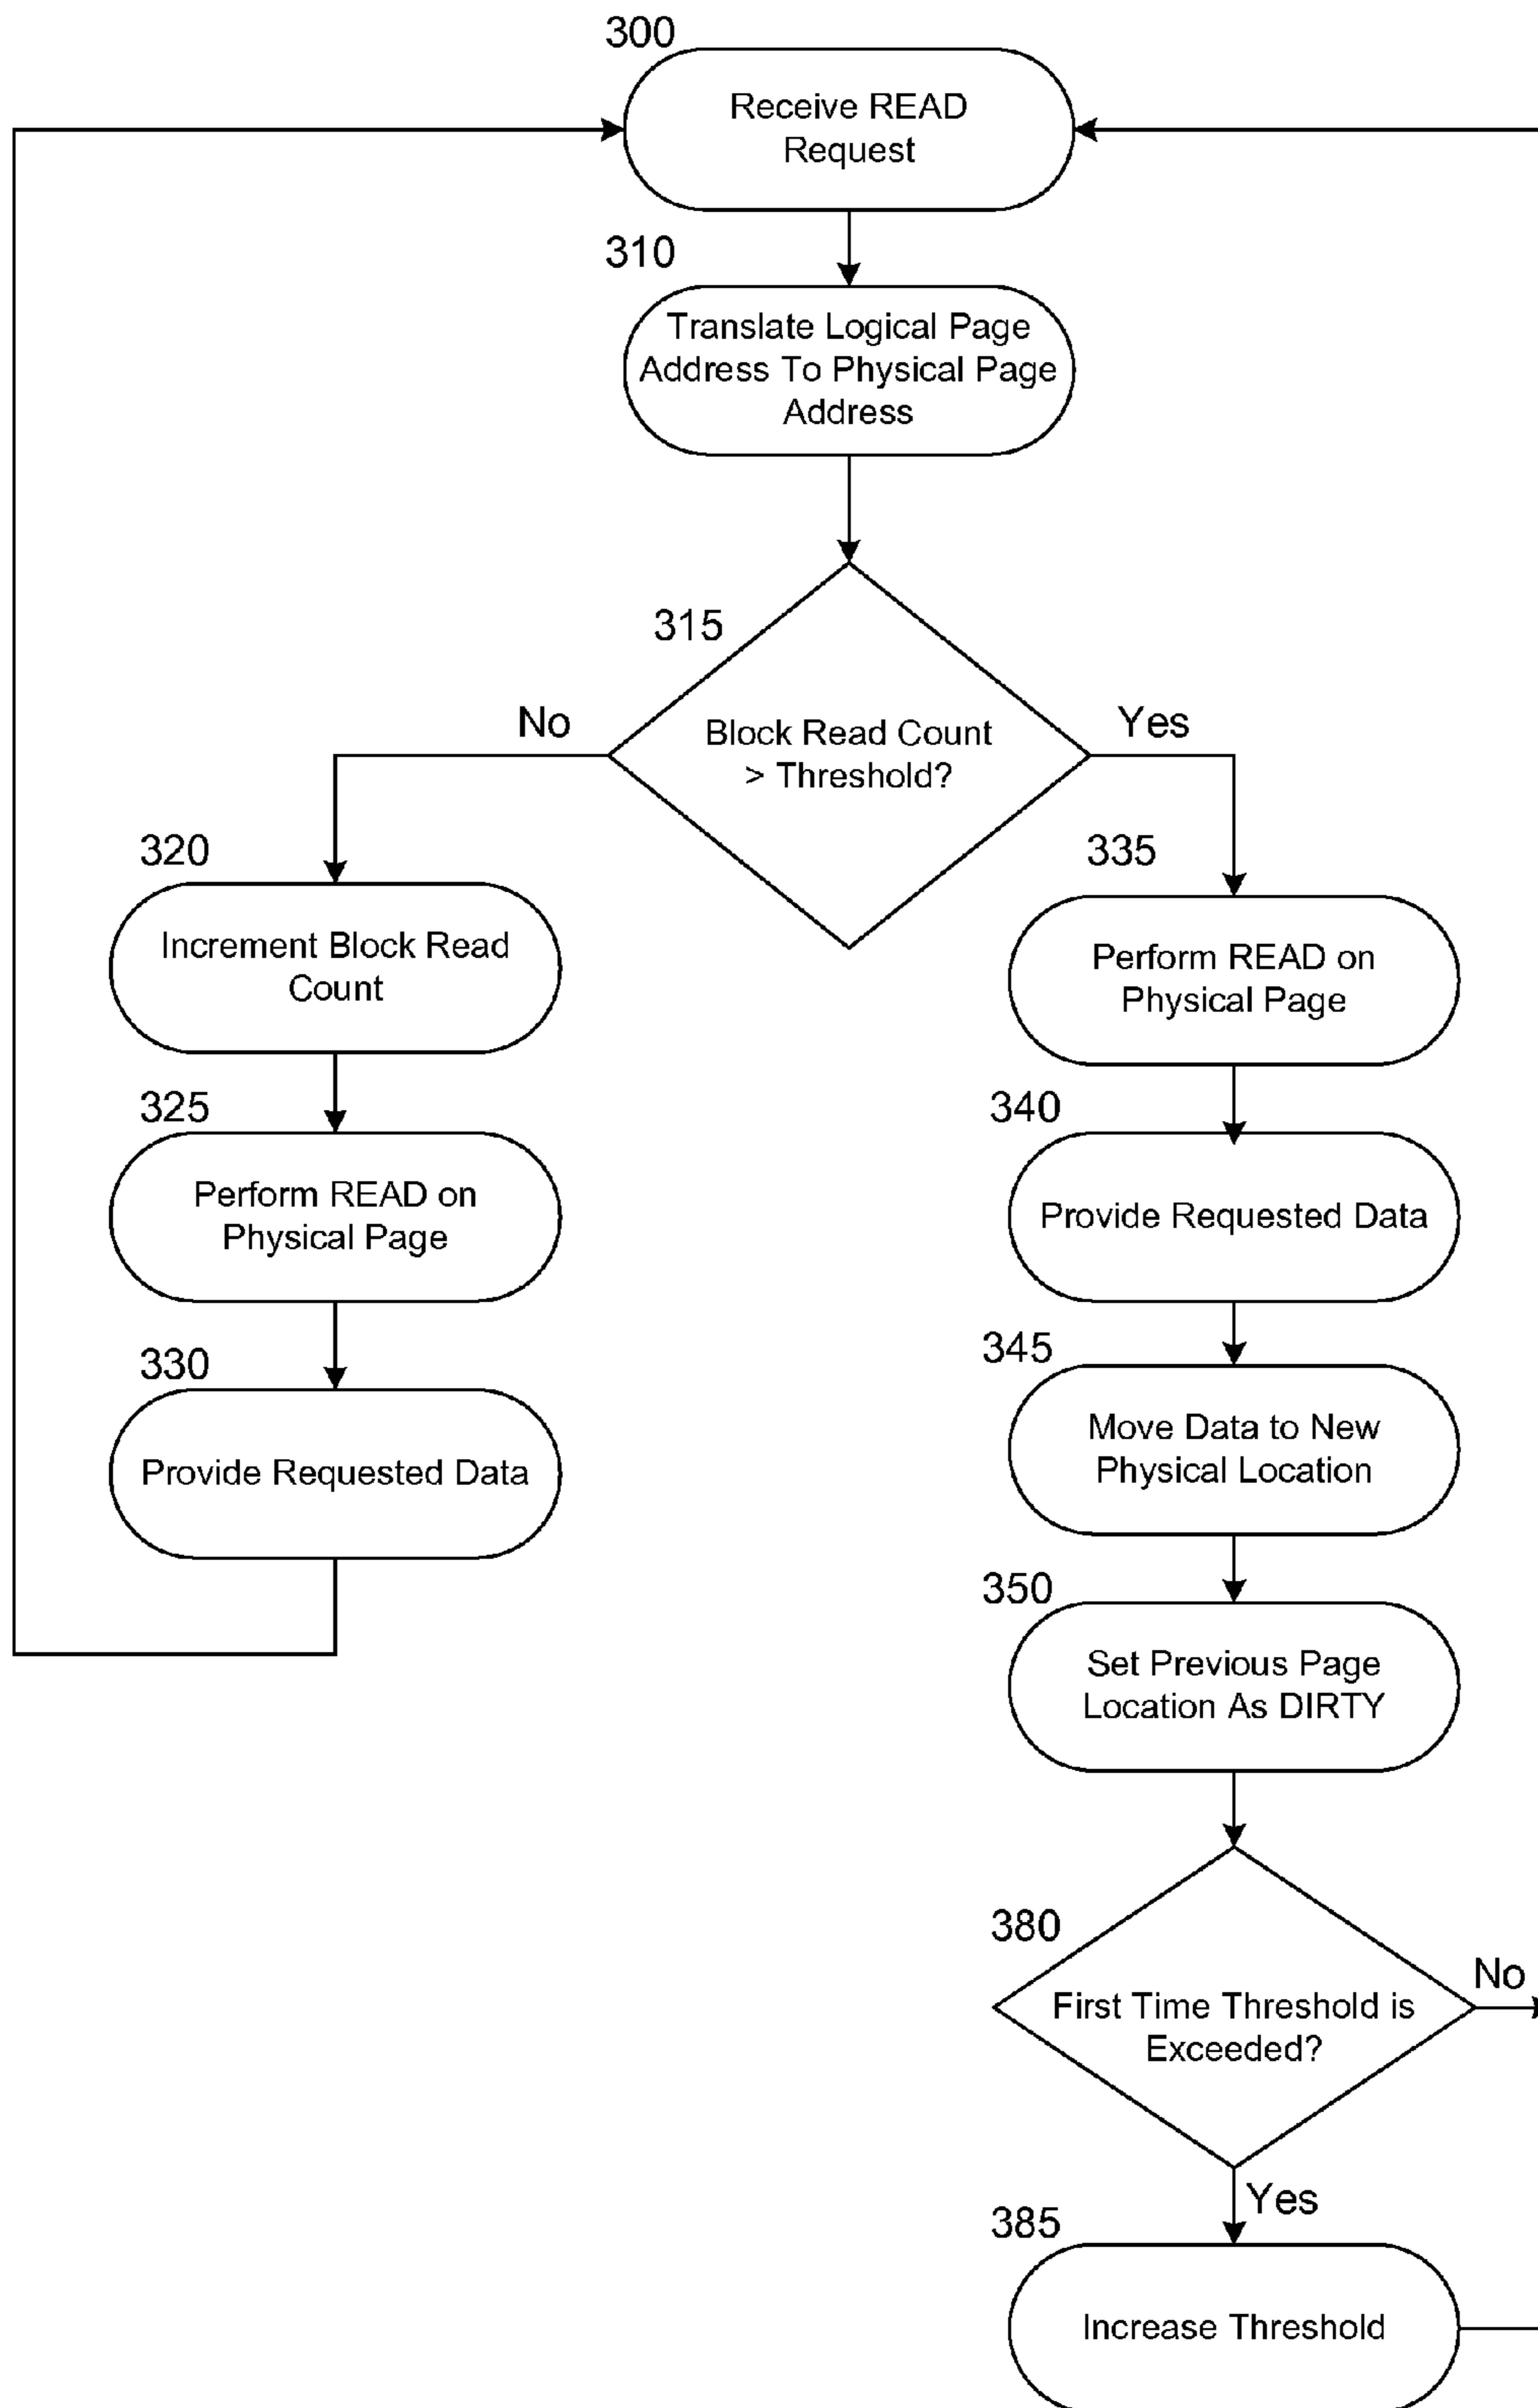 300
Receive READ
Request
310
Translate Logical Page
Address To Physical Page
Address
315
Block Read Count
> Threshold?
No
Yes
320
Increment Block Read
Count
325
Perform READ on
Physical Page
330
Provide Requested Data
335
Perform READ on
Physical Page
340
Provide Requested Data
345
Move Data to New
Physical Location
350
Set Previous Page
Location As DIRTY
380
First Time Threshold is
Exceeded?
No
Yes
385
Increase Threshold